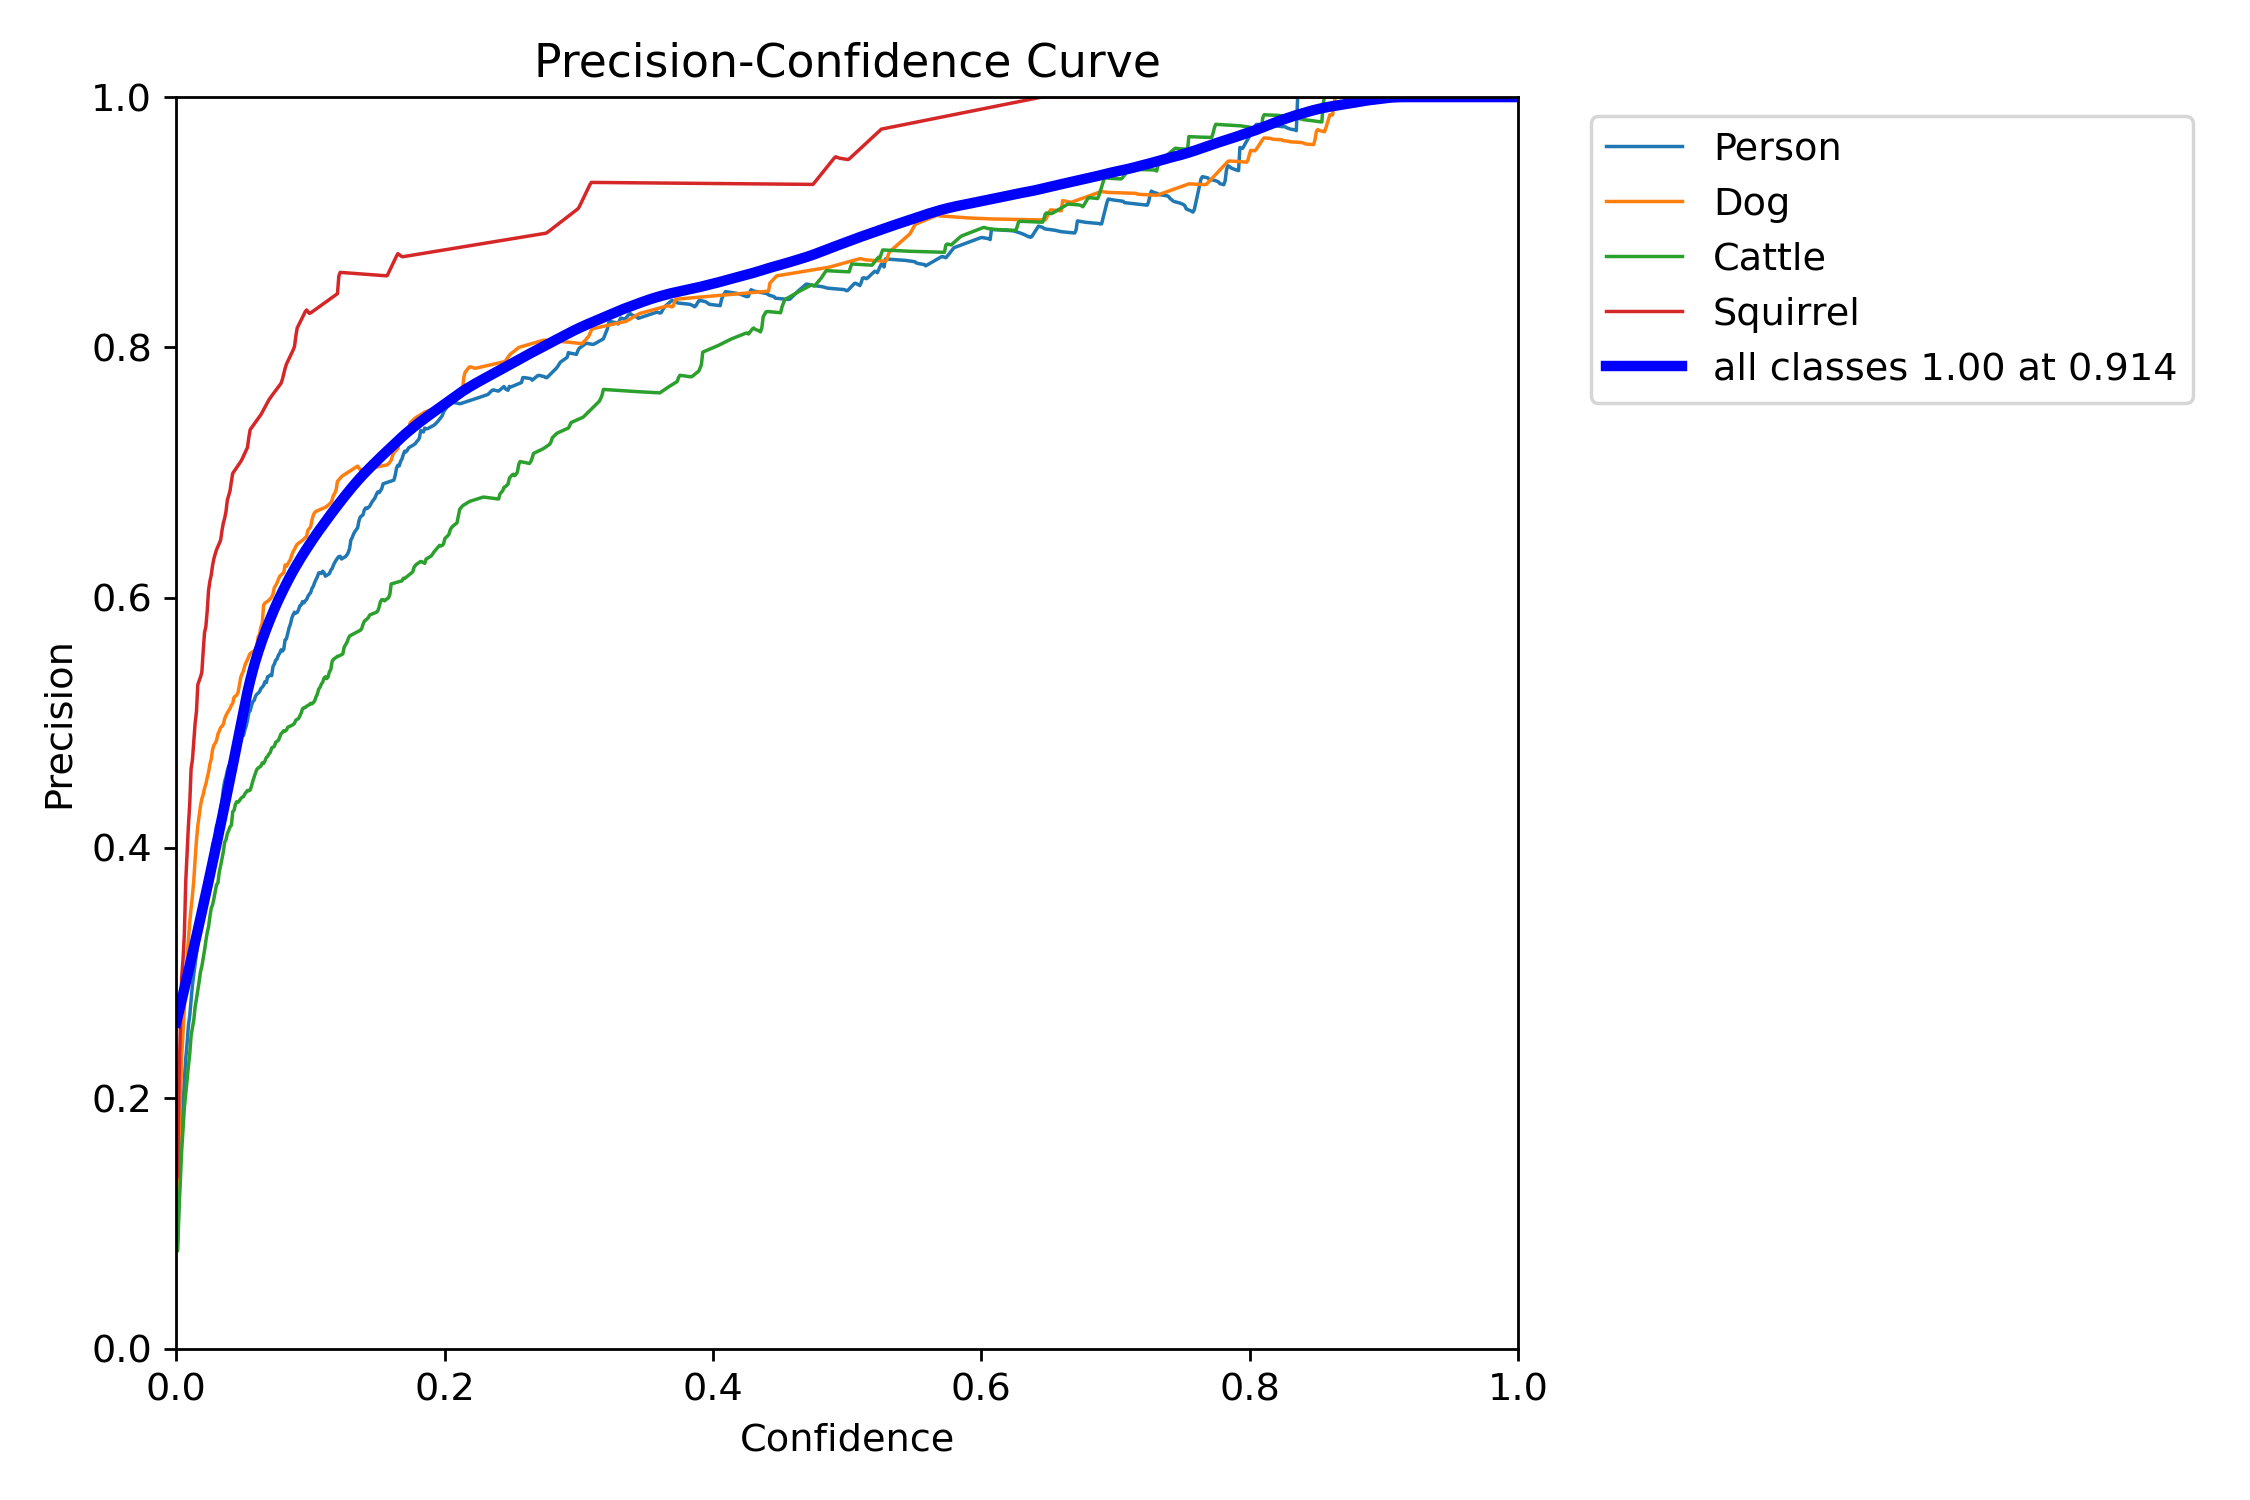 Precision-Confidence Curve
1.0
0.8
0.6
0.4
0.2
0.0
Precision
0.0 0.2 0.4 0.6 0.8 1.0
Confidence
Person
Dog
Cattle
Squirrel
all classes 1.00 at 0.914